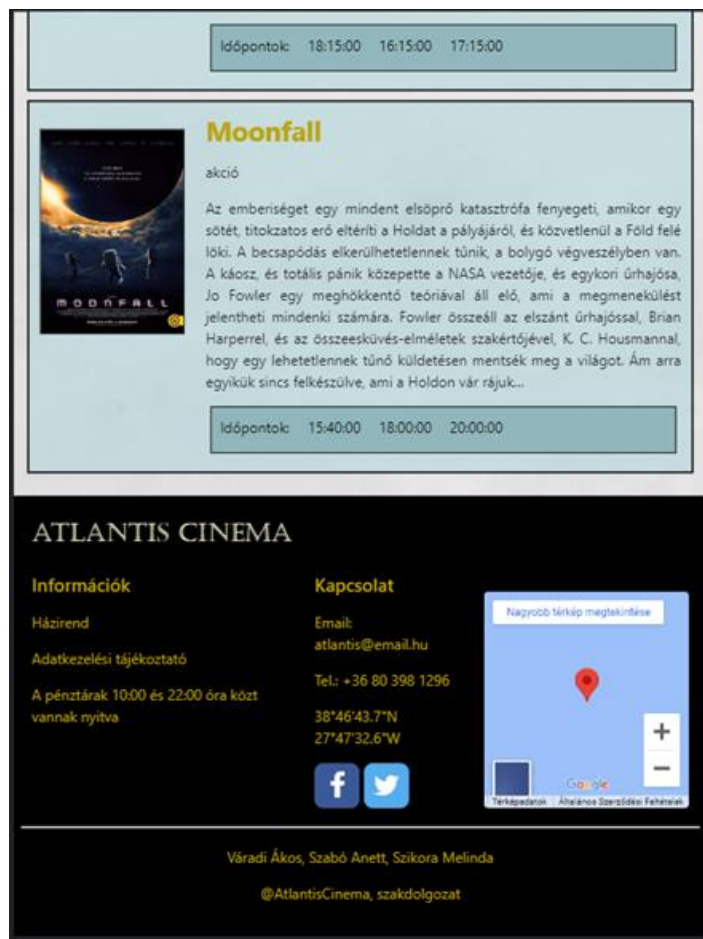 Időpontok: 18:15:00 16:15:00 17:15:00
Moonfall
akció
Az emberiséget egy mindent elsöprő katasztrófa fenyegeti, amikor egy
sötét, titokzatos erő eltéríti a Holdat a pályájáról, és közvetlenül a Föld felé
löki. A becsapódás elkerülhetetlennek tűnik, a bolygó végveszélyben van.
A káosz, és totális pánik közepette a NASA vezetője, és egykori űrhajósa,
Jo Fowler egy meghökkentő teóriával áll elő, ami a megmenekülést
jelentheti mindenki számára. Fowler összeáll az elszánt űrhajóssal, Brian
Harperrel, és az összeesküvés-elméletek szakértőjével, K. C. Housmannal,
hogy egy lehetetlennek tűnő küldetésen mentsék meg a világot. Ám arra
egyikük sincs felkészülve, ami a Holdon vár rájuk...
MOONFALL
Időpontok: 15:40:00 18:00:00 20:00:00
ATLANTIS CINEMA
Információk
Házirend
Adatkezelési tájékoztató
A pénztárak 10:00 és 22:00 óra közt
vannak nyitva
Kapcsolat
Email:
atlantis@email.hu
Tel.: +36 80 398 1296
38°46'43.7"N
27°47'32.6"W
Nagyobb térkép megtekintése
+
−
Google
Térképadatok Általános Szerződési Feltételek
Váradi Ákos, Szabó Anett, Szikora Melinda
@AtlantisCinema, szakdolgozat